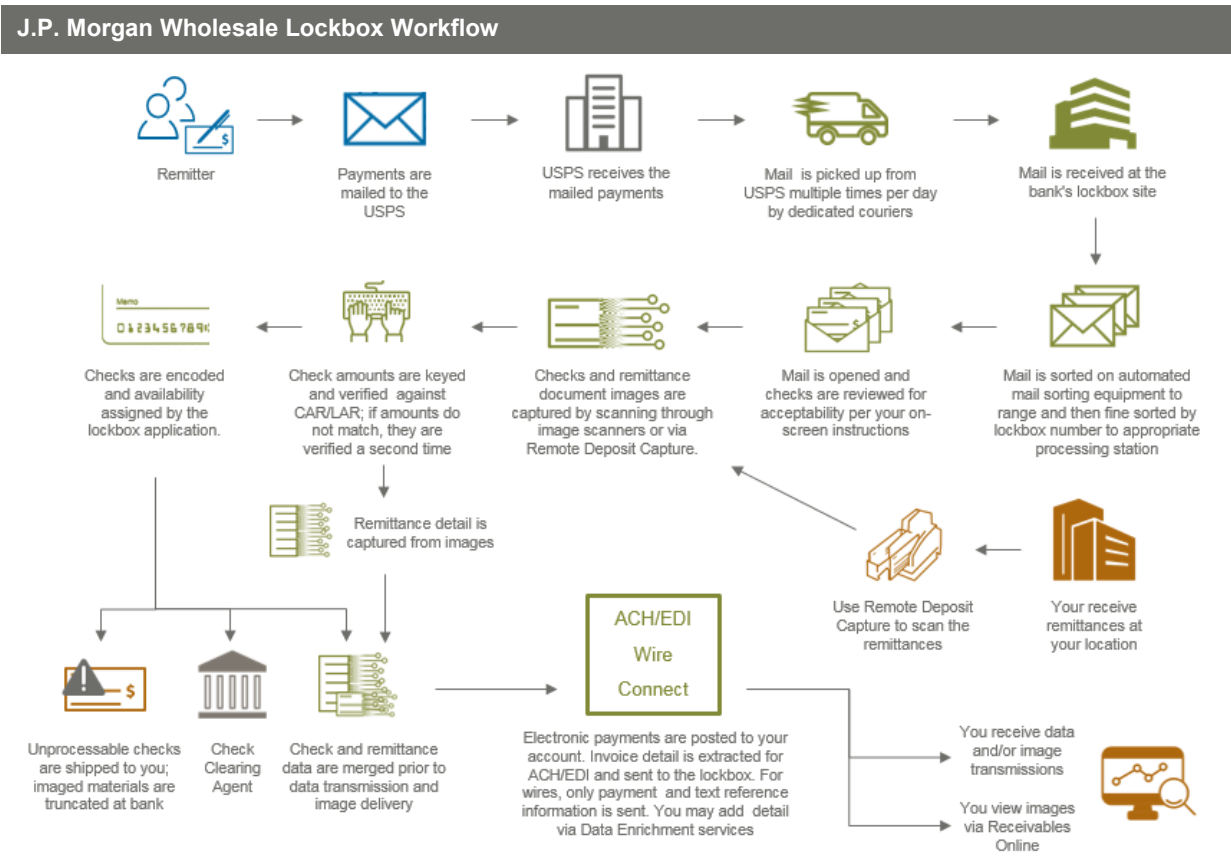 J.P. Morgan Wholesale Lockbox Workflow
Remitter
Payments are
mailed to the
USPS
USPS receives the
mailed payments
Mail is picked up from
USPS multiple times per day
by dedicated couriers
Mail is received at the
bank's lockbox site
Memo
Checks are encoded
and availability
assigned by the
lockbox application.
Check amounts are keyed
and verified against
CAR/LAR; if amounts do
not match, they are
verified a second time
Checks and remittance
document images are
captured by scanning through
image scanners or via
Remote Deposit Capture.
Mail is opened and
checks are reviewed for
acceptability per your on-
screen instructions
Mail is sorted on automated
mail sorting equipment to
range and then fine sorted by
lockbox number to appropriate
processing station
Remittance detail is
captured from images
Use Remote Deposit
Capture to scan the
remittances
Your receive
remittances at
your location
ACH/EDI
Wire
Connect
Unprocessable checks
are shipped to you;
imaged materials are
truncated at bank
Check
Clearing
Agent
Check and remittance
data are merged prior to
data transmission and
image delivery
Electronic payments are posted to your
account. Invoice detail is extracted for
ACH/EDI and sent to the lockbox. For
wires, only payment and text reference
information is sent. You may add detail
via Data Enrichment services
You receive data
and/or image
transmissions
You view images
via Receivables
Online